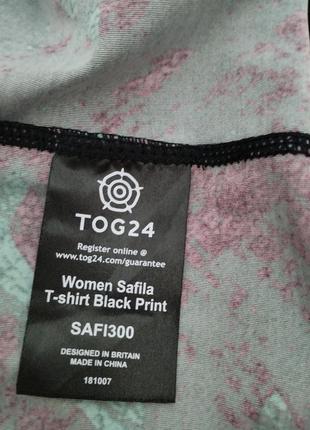 TOG24
Register online @
www.tog24.com/guarantee
Women Safila
T-shirt Black Print
SAFI300
DESIGNED IN BRITAIN
MADE IN CHINA
181007